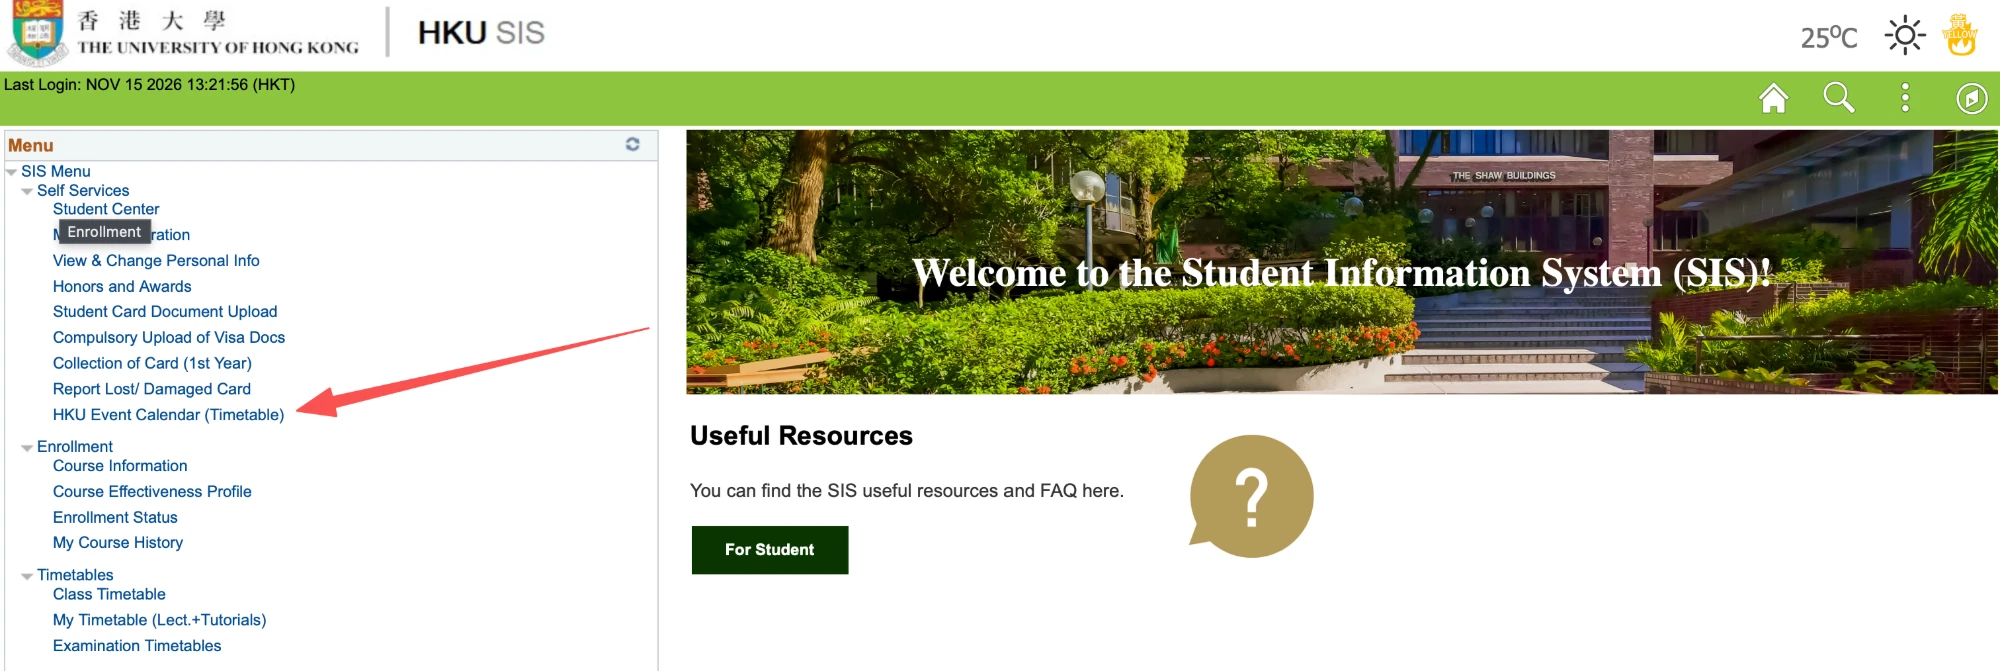 香港大學
THE UNIVERSITY OF HONG KONG
HKU SIS
25°C
黃
YELLOW
Last Login: NOV 15 2026 13:21:56 (HKT)
Menu
SIS Menu
Self Services
Student Center
Enrollment
ration
View & Change Personal Info
Honors and Awards
Student Card Document Upload
Compulsory Upload of Visa Docs
Collection of Card (1st Year)
Report Lost/ Damaged Card
HKU Event Calendar (Timetable)
Enrollment
Course Information
Course Effectiveness Profile
Enrollment Status
My Course History
Timetables
Class Timetable
My Timetable (Lect.+Tutorials)
Examination Timetables
THE SHAW BUILDINGS
Welcome to the Student Information System (SIS)!
Useful Resources
You can find the SIS useful resources and FAQ here.
?
For Student